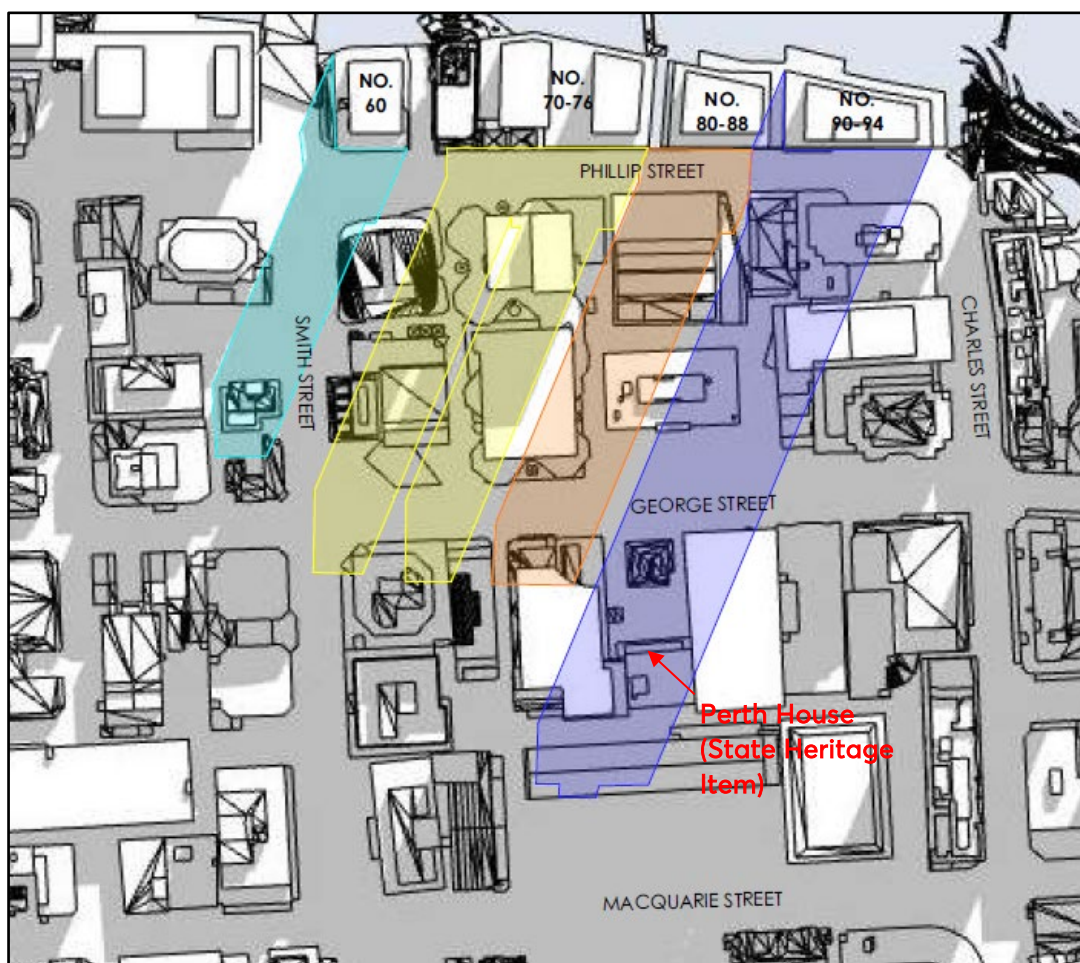 NO.
60
NO.
70-76
NO.
80-88
NO.
90-94
PHILLIP STREET
SMITH STREET
CHARLES STREET
GEORGE STREET
Perth House
(State Heritage
Item)
MACQUARIE STREET